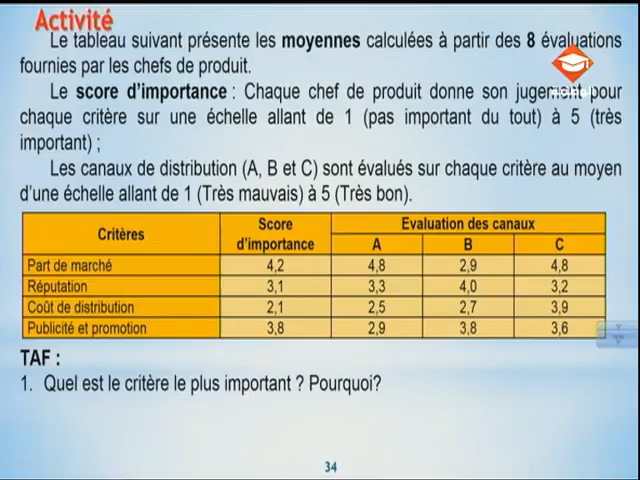 Activité
Le tableau suivant présente les moyennes calculées à partir des 8 évaluations
fournies par les chefs de produit.
Le score d'importance : Chaque chef de produit donne son jugement pour
chaque critère sur une échelle allant de 1 (pas important du tout) à 5 (très
important) ;
Les canaux de distribution (A, B et C) sont évalués sur chaque critère au moyen
d'une échelle allant de 1 (Très mauvais) à 5 (Très bon).
Critères Score d'importance Evaluation des canaux
A B C
Part de marché 4,2 4,8 2,9 4,8
Réputation 3,1 3,3 4,0 3,2
Coût de distribution 2,1 2,5 2,7 3,9
Publicité et promotion 3,8 2,9 3,8 3,6
TAF :
1. Quel est le critère le plus important ? Pourquoi?
34